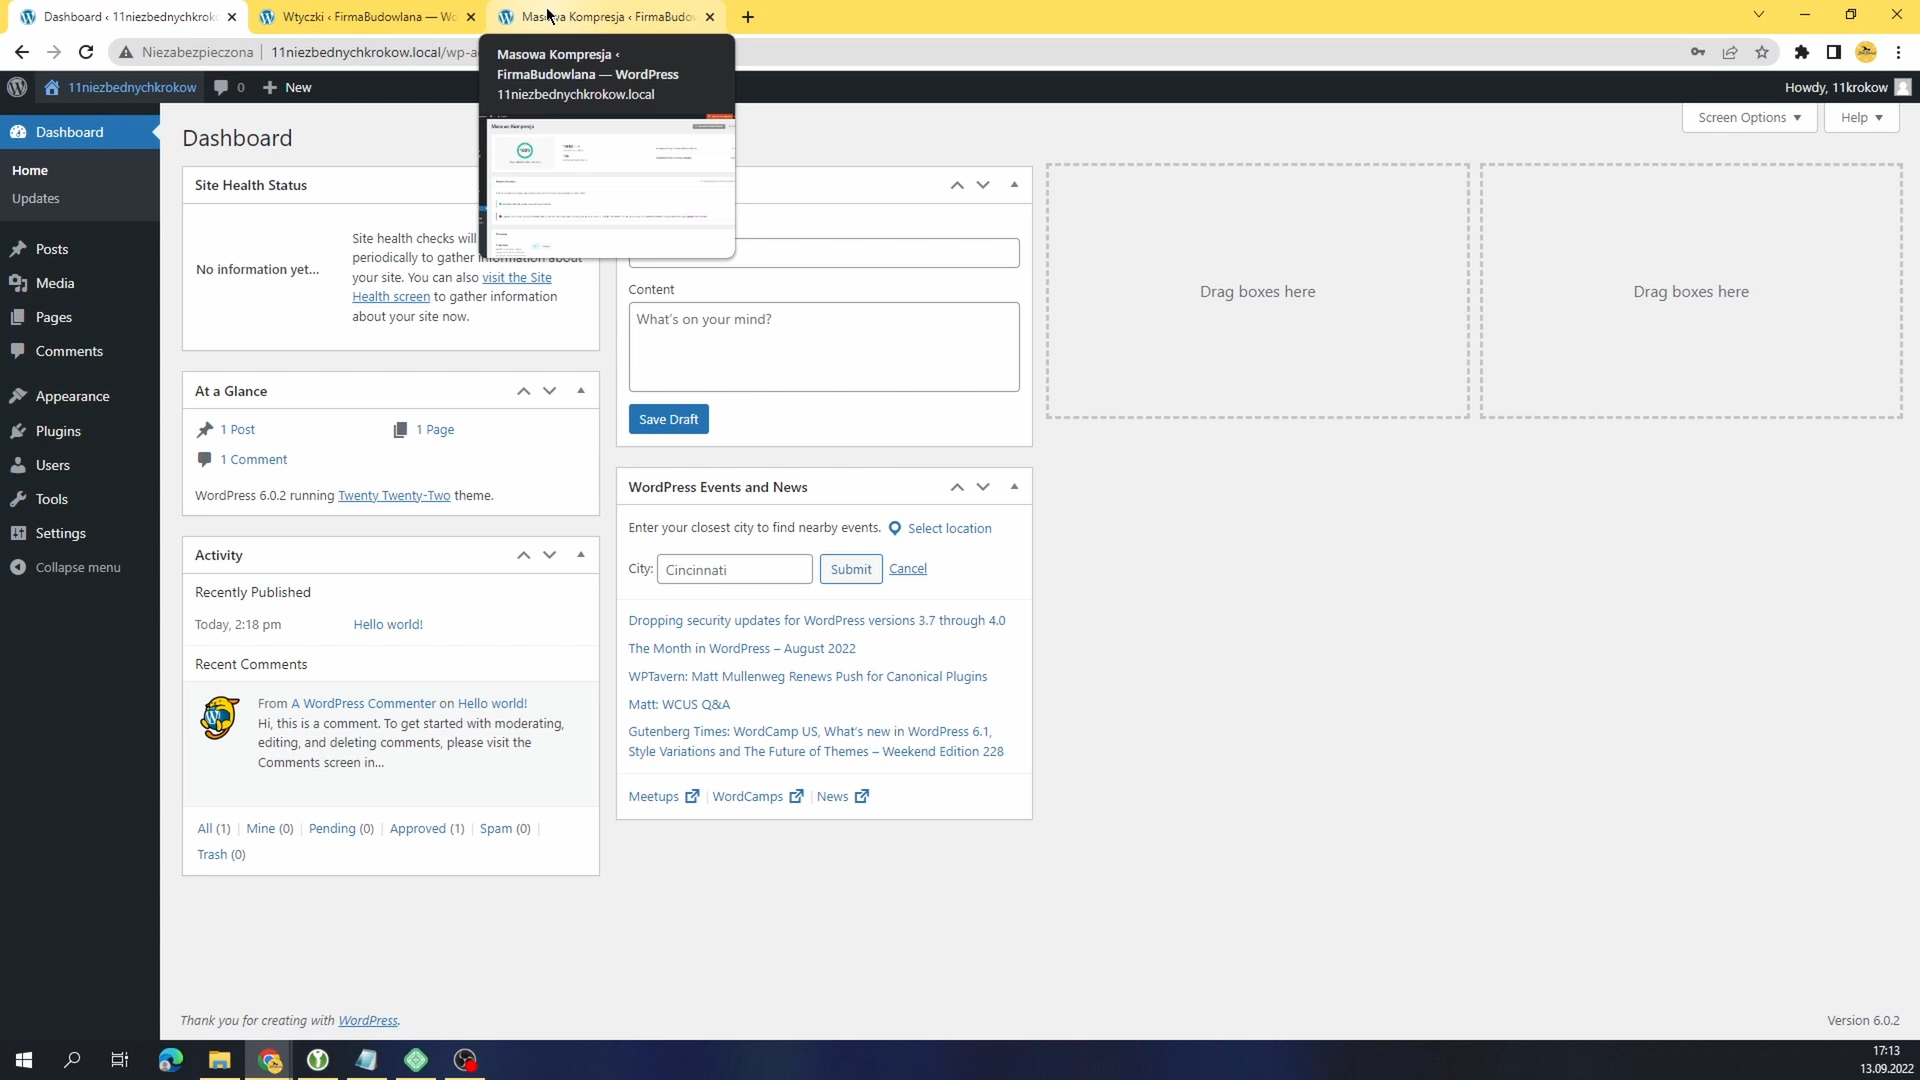 Dashboard ‹ 11niezbednychkrok
Wtyczki ‹ FirmaBudowlana — Wo
Masowa Kompresja ‹ FirmaBudow
Niezabezpieczona
11niezbednychkrokow.local/wp-a
Masowa Kompresja ‹
FirmaBudowlana — WordPress
11niezbednychkrokow.local
Masowa Kompresja
100%
11niezbednychkrokow
0
New
Howdy, 11krokow
Screen Options
Help
Dashboard
Home
Updates
Posts
Media
Pages
Comments
Appearance
Plugins
Users
Tools
Settings
Collapse menu
Dashboard
Site Health Status
No information yet...
Site health checks will
periodically to gather information about
your site. You can also visit the Site
Health screen to gather information
about your site now.
At a Glance
1 Post
1 Page
1 Comment
WordPress 6.0.2 running Twenty Twenty-Two theme.
Activity
Recently Published
Today, 2:18 pm
Hello world!
Recent Comments
From A WordPress Commenter on Hello world!
Hi, this is a comment. To get started with moderating,
editing, and deleting comments, please visit the
Comments screen in...
All (1) | Mine (0) | Pending (0) | Approved (1) | Spam (0) |
Trash (0)
Content
What's on your mind?
Save Draft
WordPress Events and News
Enter your closest city to find nearby events.
Select location
City:
Cincinnati
Submit
Cancel
Dropping security updates for WordPress versions 3.7 through 4.0
The Month in WordPress – August 2022
WPTavern: Matt Mullenweg Renews Push for Canonical Plugins
Matt: WCUS Q&A
Gutenberg Times: WordCamp US, What's new in WordPress 6.1,
Style Variations and The Future of Themes – Weekend Edition 228
Meetups | WordCamps | News
Drag boxes here
Drag boxes here
Thank you for creating with WordPress.
Version 6.0.2
17:13
13.09.2022